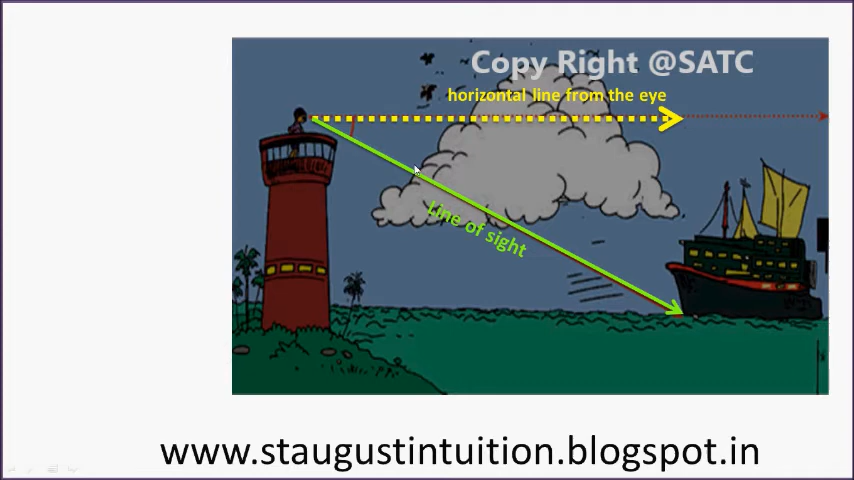 Copy Right @SATC
horizontal line from the eye
Line of sight
www.staugustintuition.blogspot.in